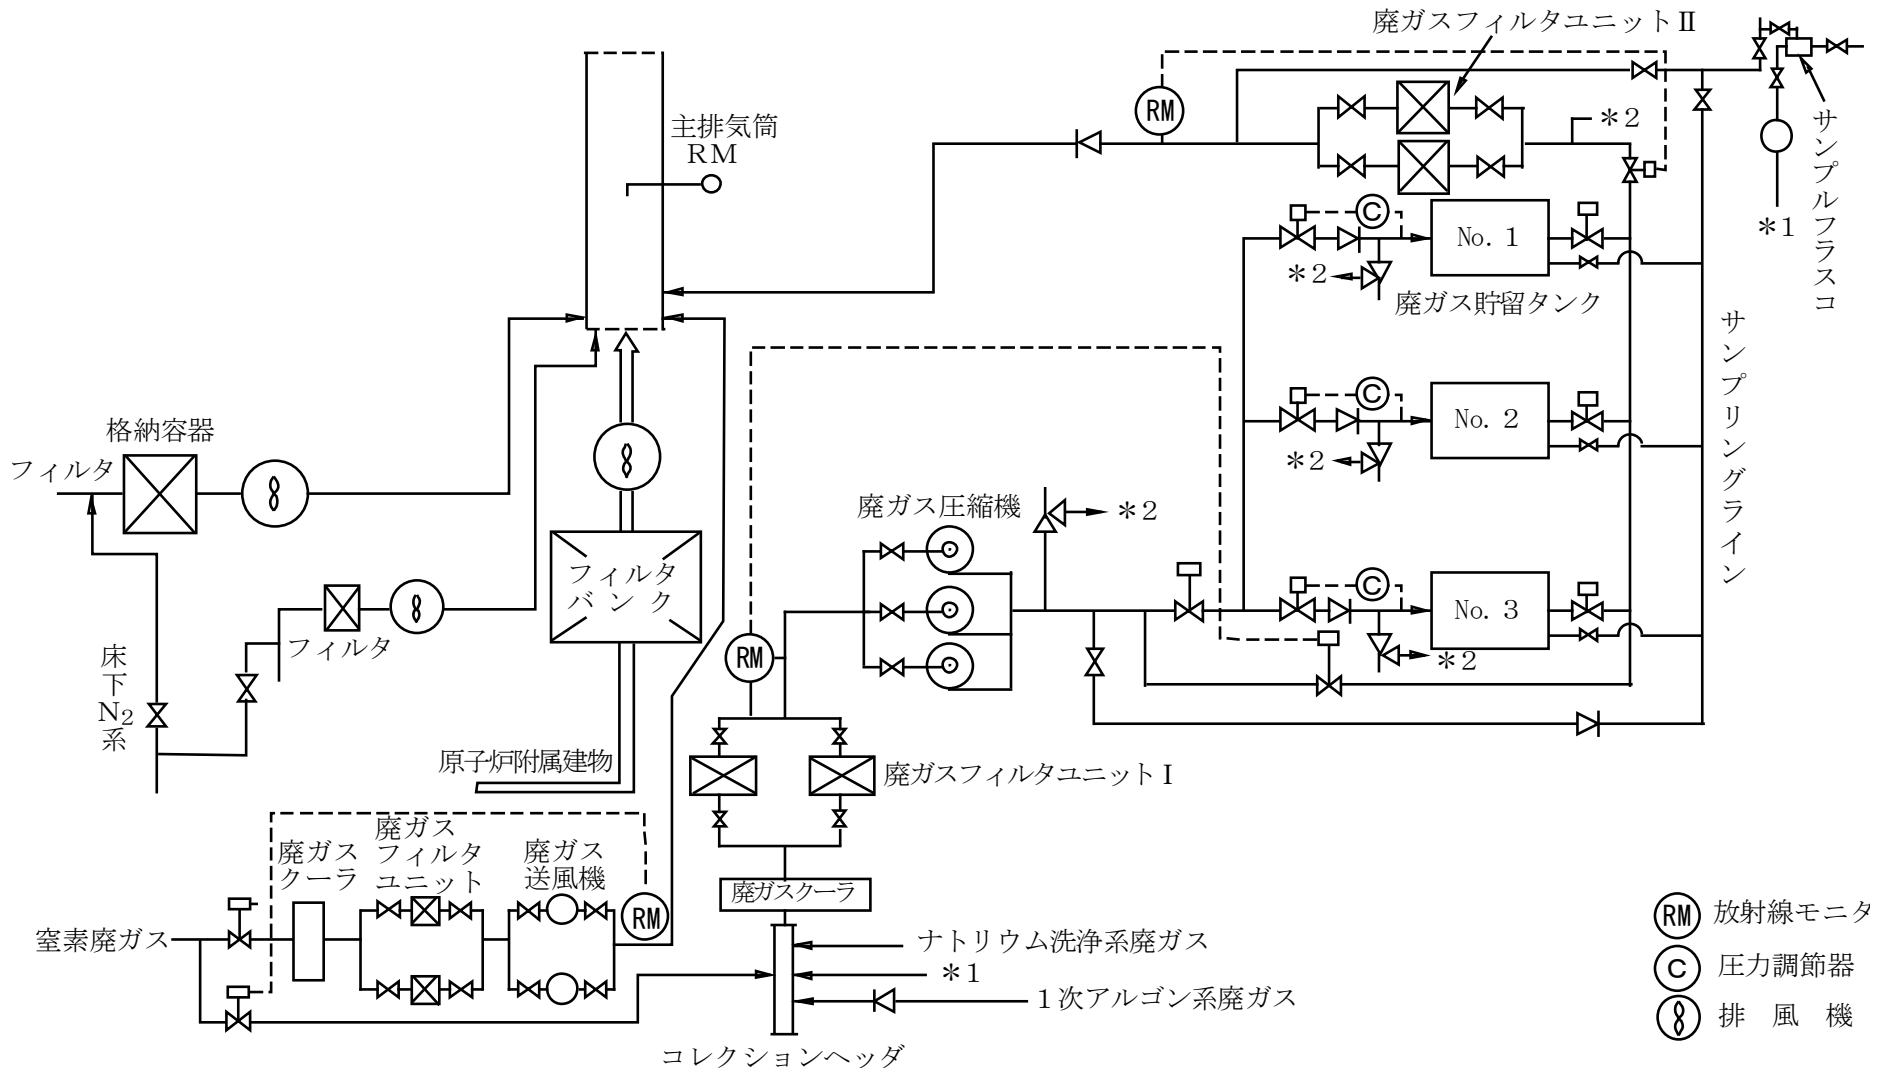 廃ガスフィルタユニットⅡ
主排気筒
RM
RM
＊2
サンプルフラスコ
＊1
C
No. 1
＊2
廃ガス貯留タンク
サンプリングライン
格納容器
フィルタ
C
No. 2
＊2
廃ガス圧縮機
＊2
フィルタ
バンク
C
No. 3
＊2
フィルタ
床下N₂系
RM
原子炉附属建物
廃ガスフィルタユニットⅠ
廃ガス
クーラ
廃ガス
フィルタ
ユニット
廃ガス
送風機
廃ガスクーラ
RM
窒素廃ガス
ナトリウム洗浄系廃ガス
＊1
1次アルゴン系廃ガス
コレクションヘッダ
RM 放射線モニタ
C 圧力調節器
排 風 機